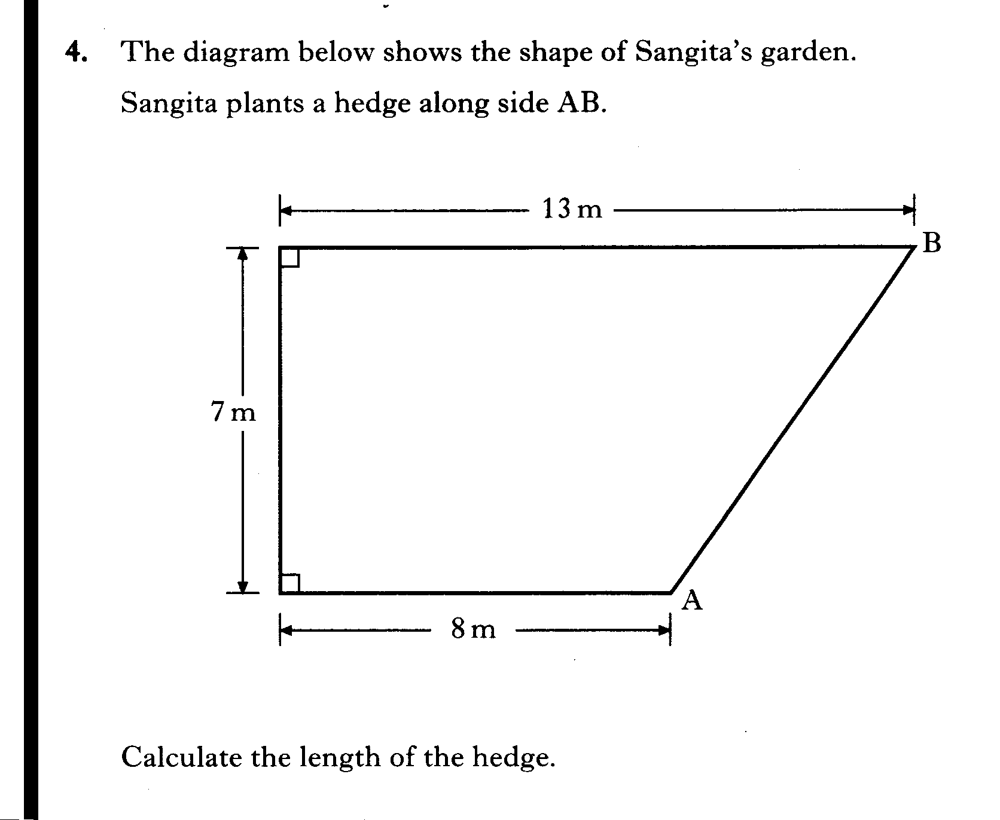 4. The diagram below shows the shape of Sangita's garden.
Sangita plants a hedge along side AB.
13 m
B
7 m
A
8 m
Calculate the length of the hedge.